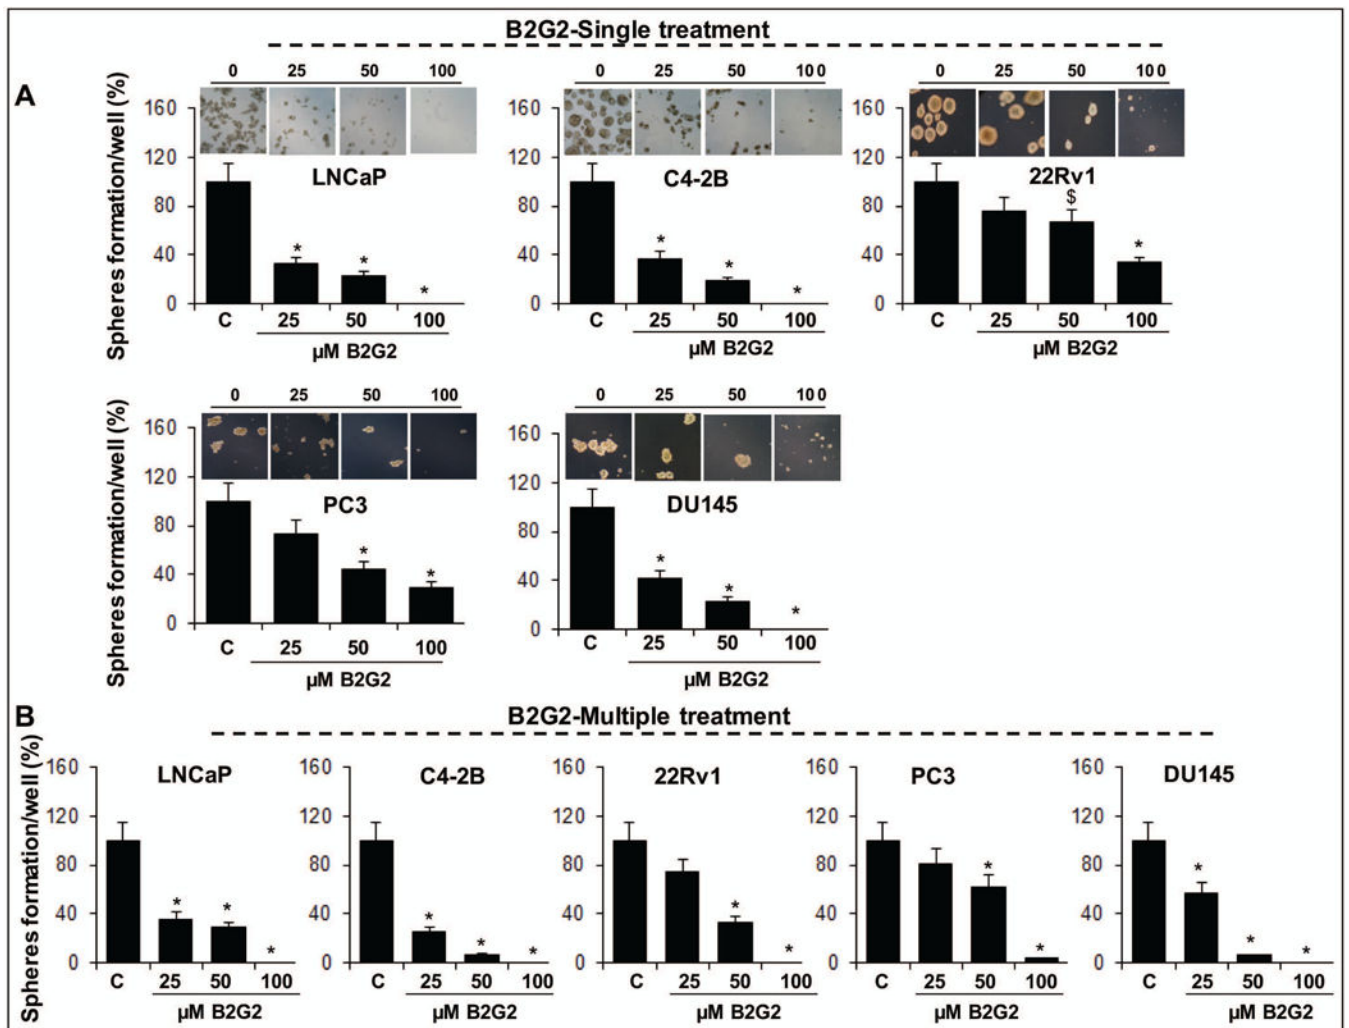 B2G2-Single treatment
A
0 25 50 100
0 25 50 100
0 25 50 10 0
Spheres formation/well (%)
160
120
80
40
0
LNCaP
* * *
C 25 50 100
µM B2G2
160
120
80
40
0
C4-2B
* * *
C 25 50 100
µM B2G2
160
120
80
40
0
22Rv1
$ *
C 25 50 100
µM B2G2
0 25 50 100
0 25 50 10 0
Spheres formation/well (%)
160
120
80
40
0
PC3
* *
C 25 50 100
µM B2G2
160
120
80
40
0
DU145
* * *
C 25 50 100
µM B2G2
B
B2G2-Multiple treatment
Spheres formation/well (%)
160
120
80
40
0
LNCaP
* * *
C 25 50 100
µM B2G2
160
120
80
40
0
C4-2B
* * *
C 25 50 100
µM B2G2
160
120
80
40
0
22Rv1
* *
C 25 50 100
µM B2G2
160
120
80
40
0
PC3
* *
C 25 50 100
µM B2G2
160
120
80
40
0
DU145
* * *
C 25 50 100
µM B2G2